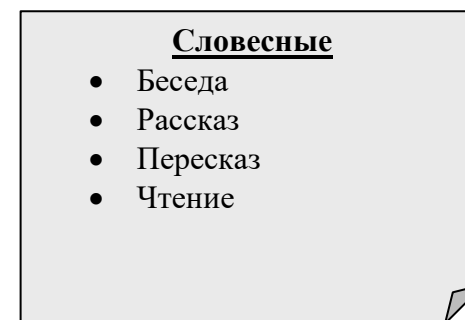 Словесные
• Беседа
• Рассказ
• Пересказ
• Чтение